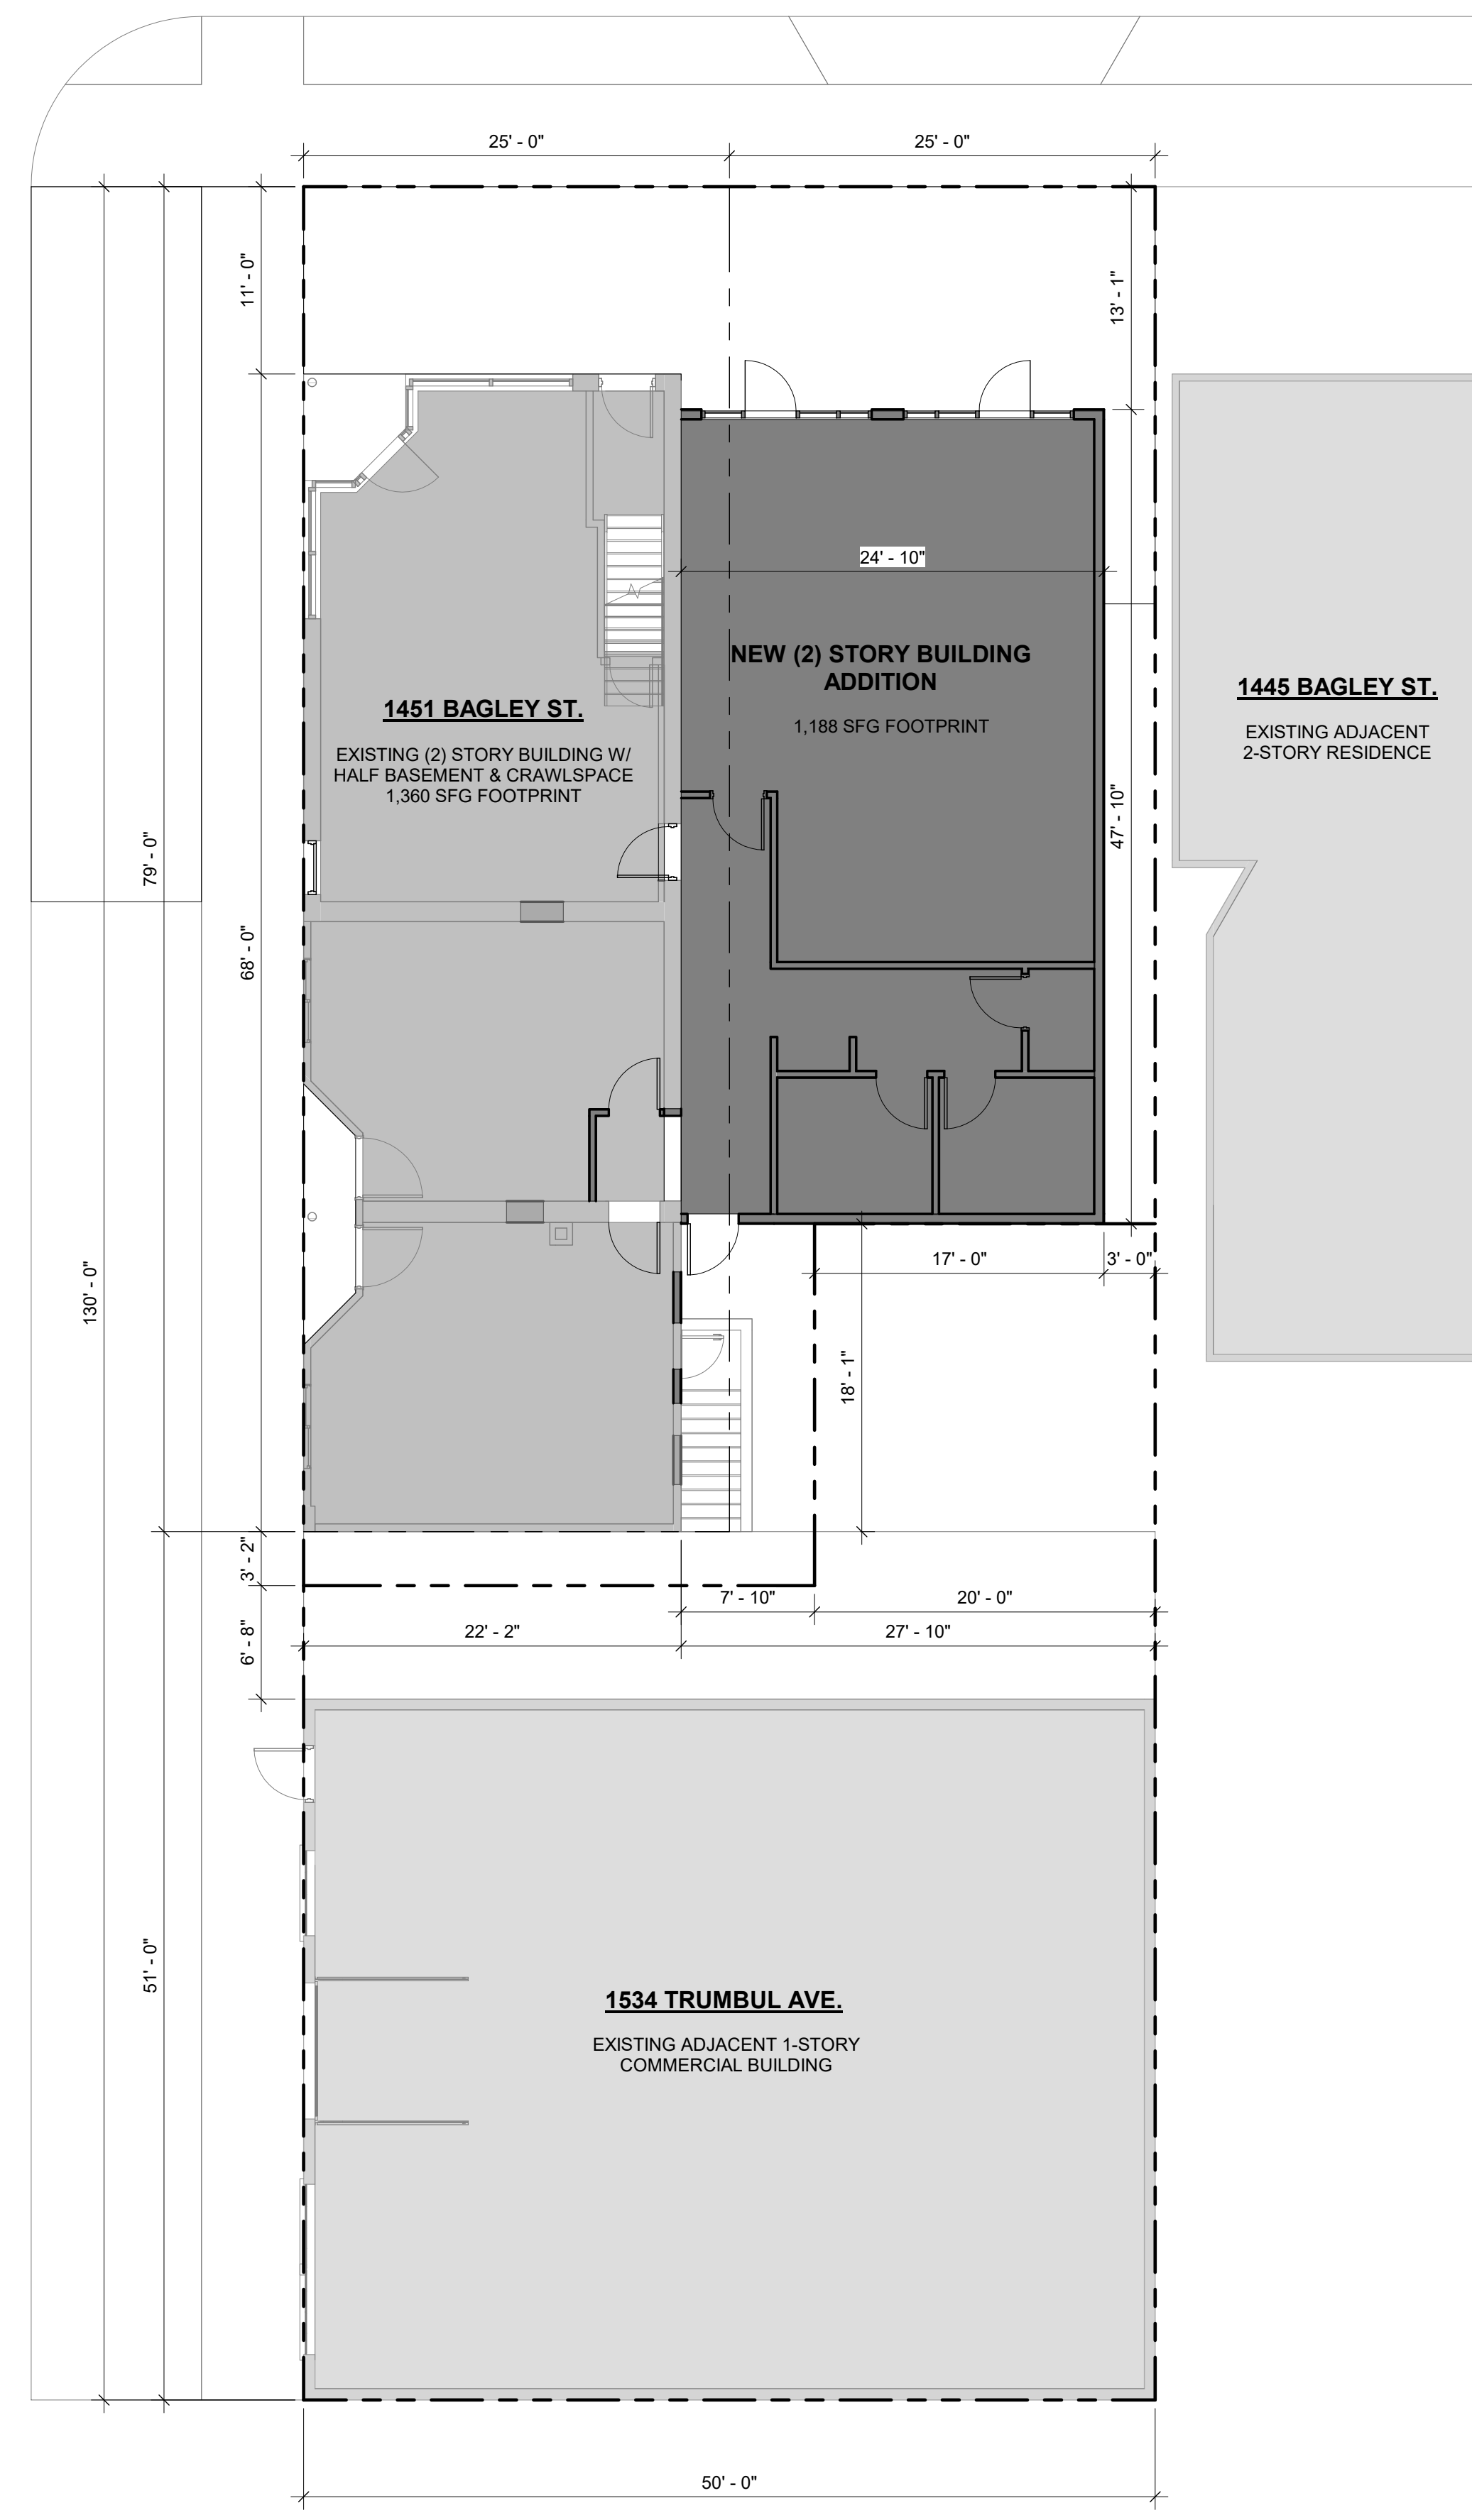 25' - 0"
25' - 0"
11' - 0"
13' - 1"
24' - 10"
NEW (2) STORY BUILDING
ADDITION
1,188 SFG FOOTPRINT
1451 BAGLEY ST.
EXISTING (2) STORY BUILDING W/
HALF BASEMENT & CRAWLSPACE
1,360 SFG FOOTPRINT
1445 BAGLEY ST.
EXISTING ADJACENT
2-STORY RESIDENCE
47' - 10"
79' - 0"
68' - 0"
130' - 0"
17' - 0"
3' - 0"
18' - 1"
3' - 2"
7' - 10"
20' - 0"
6' - 8"
22' - 2"
27' - 10"
51' - 0"
1534 TRUMBUL AVE.
EXISTING ADJACENT 1-STORY
COMMERCIAL BUILDING
50' - 0"